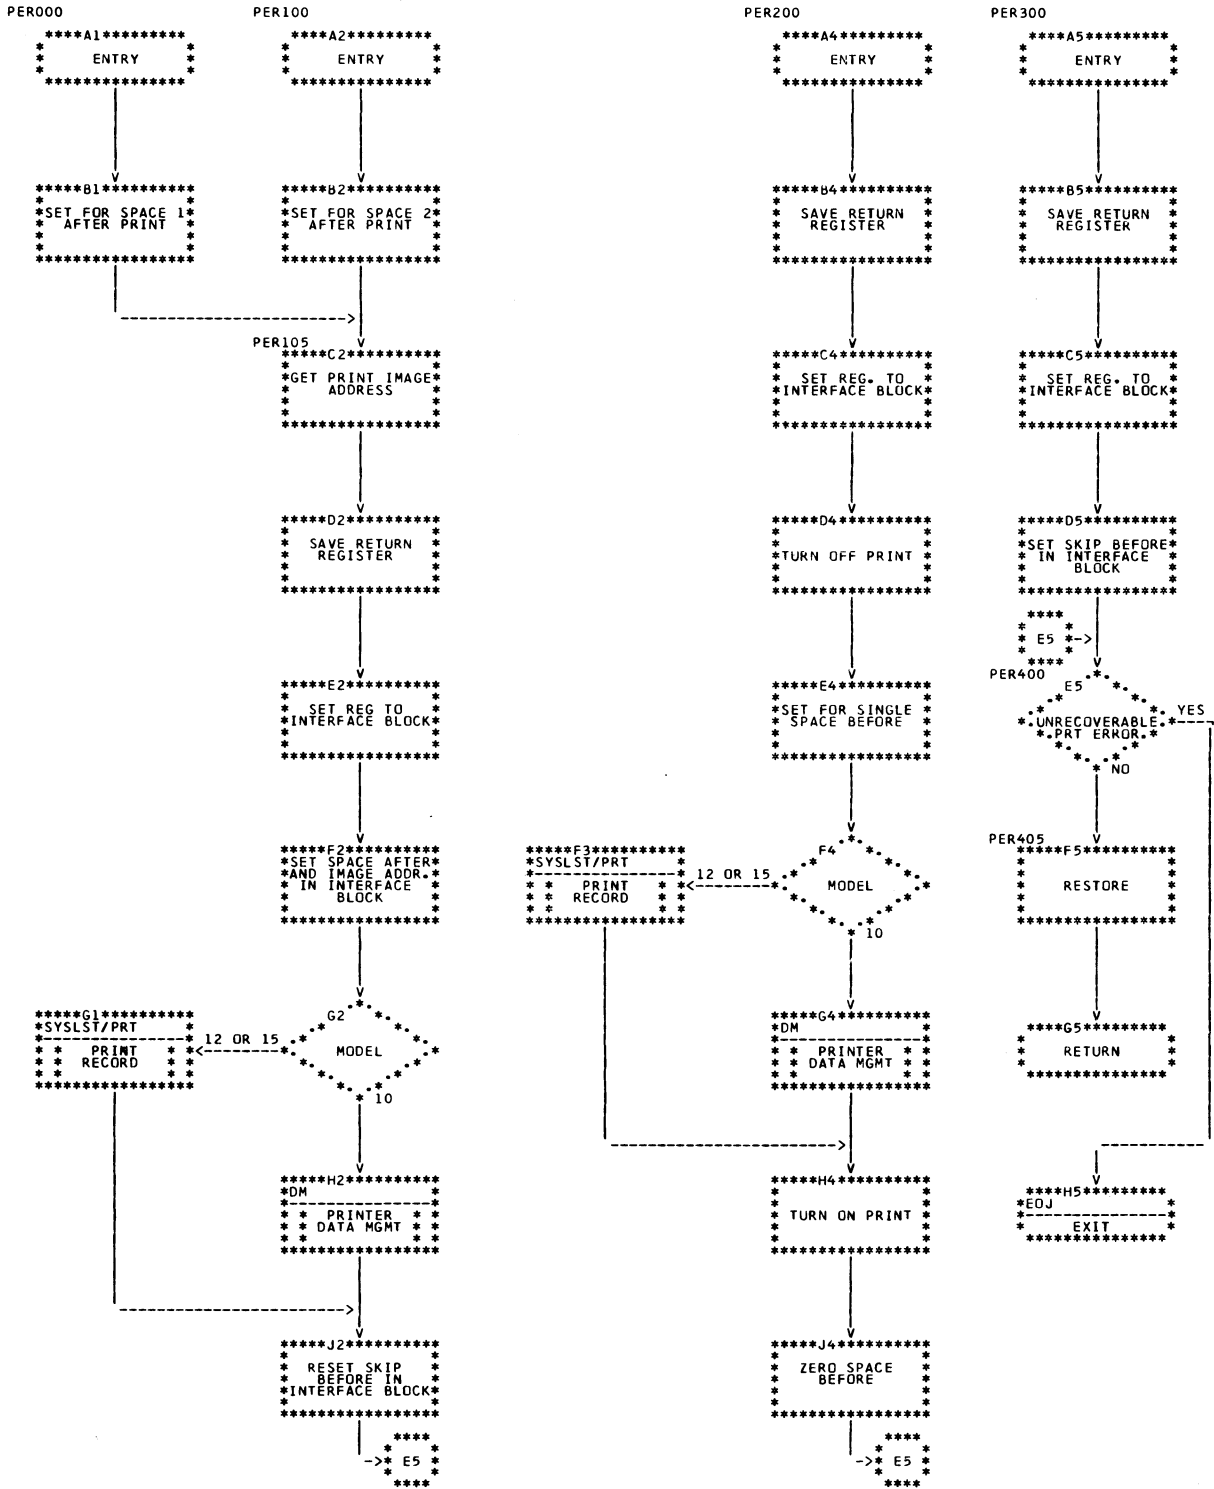 PER000
PER100
PER200
PER300
A1
ENTRY
A2
ENTRY
A4
ENTRY
A5
ENTRY
B1
SET FOR SPACE 1
AFTER PRINT
B2
SET FOR SPACE 2
AFTER PRINT
B4
SAVE RETURN
REGISTER
B5
SAVE RETURN
REGISTER
PER105
C2
GET PRINT IMAGE
ADDRESS
C4
SET REG. TO
INTERFACE BLOCK
C5
SET REG. TO
INTERFACE BLOCK
D2
SAVE RETURN
REGISTER
D4
TURN OFF PRINT
D5
SET SKIP BEFORE
IN INTERFACE
BLOCK
E5
PER400
E2
SET REG TO
INTERFACE BLOCK
E4
SET FOR SINGLE
SPACE BEFORE
E5
UNRECOVERABLE
PRT ERROR
YES
NO
F2
SET SPACE AFTER
AND IMAGE ADDR.
IN INTERFACE
BLOCK
F3
SYSLST/PRT
PRINT
RECORD
12 OR 15
F4
MODEL
10
PER405
F5
RESTORE
G1
SYSLST/PRT
PRINT
RECORD
12 OR 15
G2
MODEL
10
G4
DM
PRINTER
DATA MGMT
G5
RETURN
H2
DM
PRINTER
DATA MGMT
H4
TURN ON PRINT
H5
EOJ
EXIT
J2
RESET SKIP
BEFORE IN
INTERFACE BLOCK
J4
ZERO SPACE
BEFORE
E5
E5